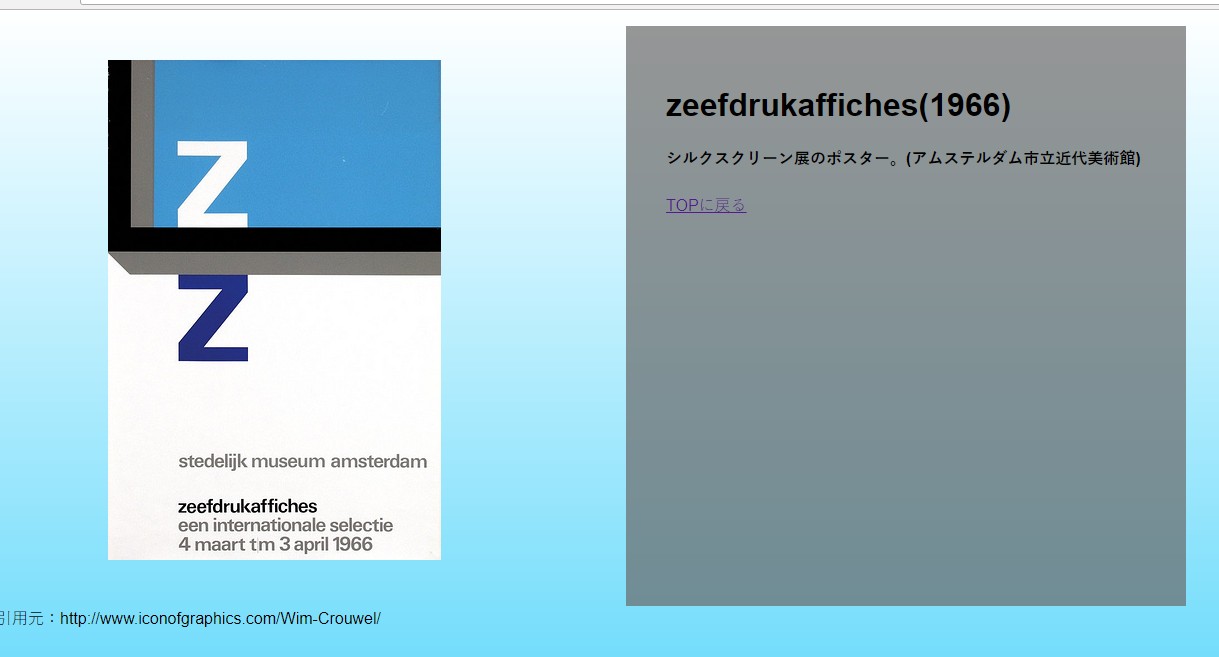 z
z
stedelijk museum amsterdam
zeefdrukaffiches
een internationale selectie
4 maart tm 3 april 1966
zeefdrukaffiches(1966)
シルクスクリーン展のポスター。(アムステルダム市立近代美術館)
TOPに戻る
引用元：http://www.iconofgraphics.com/Wim-Crouwel/